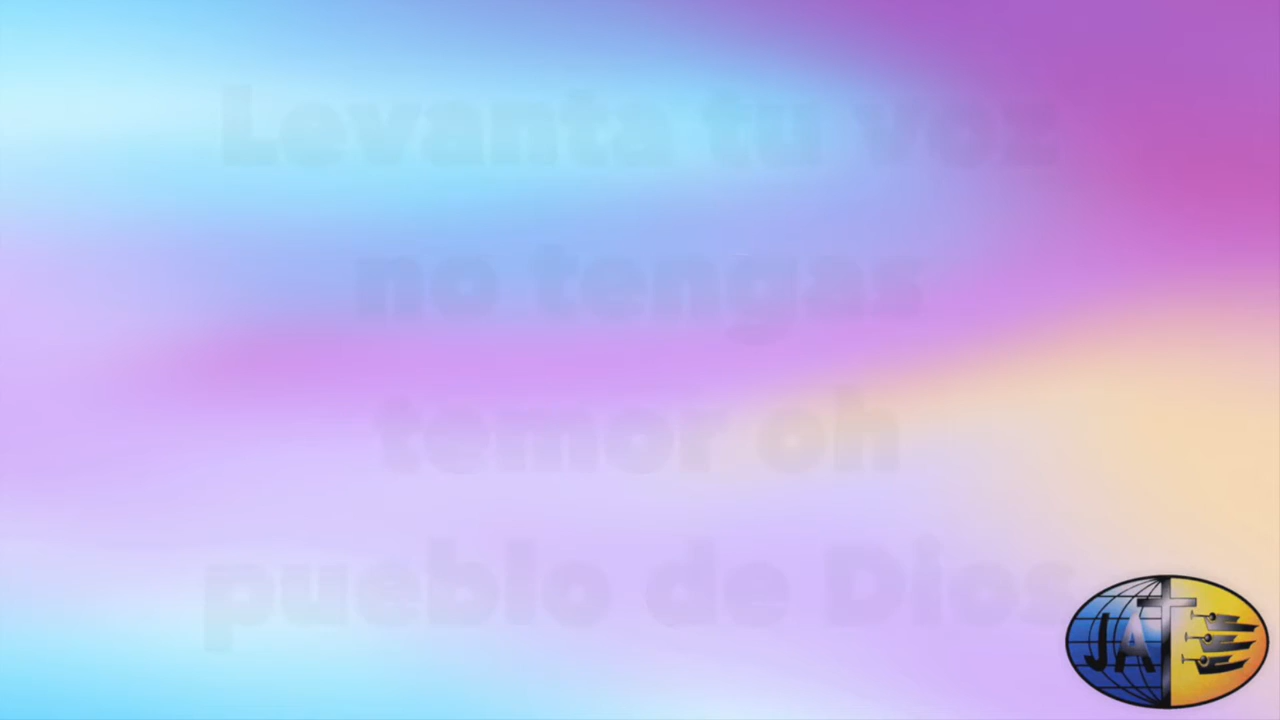 Levanta tu voz
no tengas
temor oh
pueblo de Dios
JA